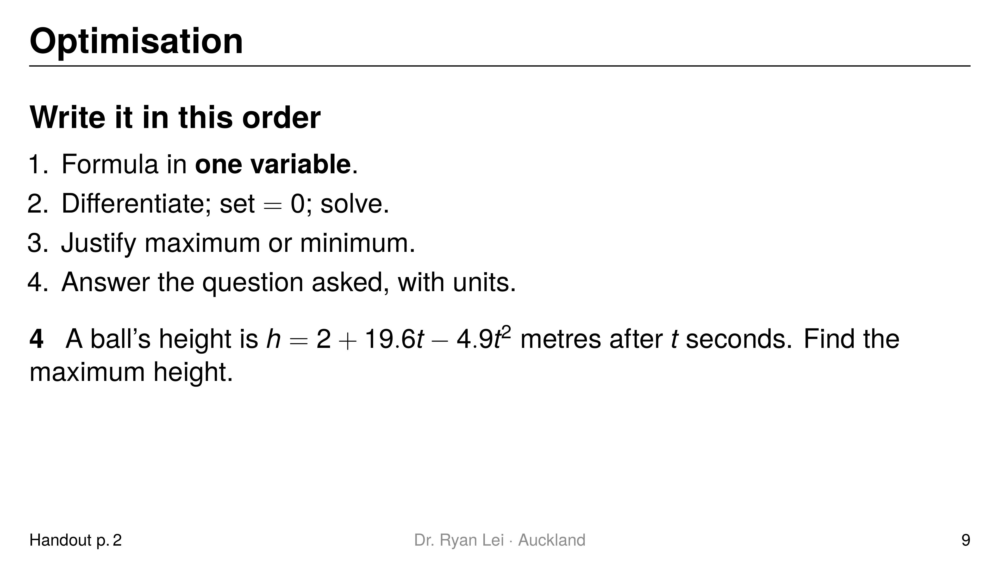 Optimisation
Write it in this order
1. Formula in one variable.
2. Differentiate; set = 0; solve.
3. Justify maximum or minimum.
4. Answer the question asked, with units.
4 A ball’s height is h = 2 + 19.6t − 4.9t² metres after t seconds. Find the
maximum height.
Handout p. 2
Dr. Ryan Lei · Auckland
9